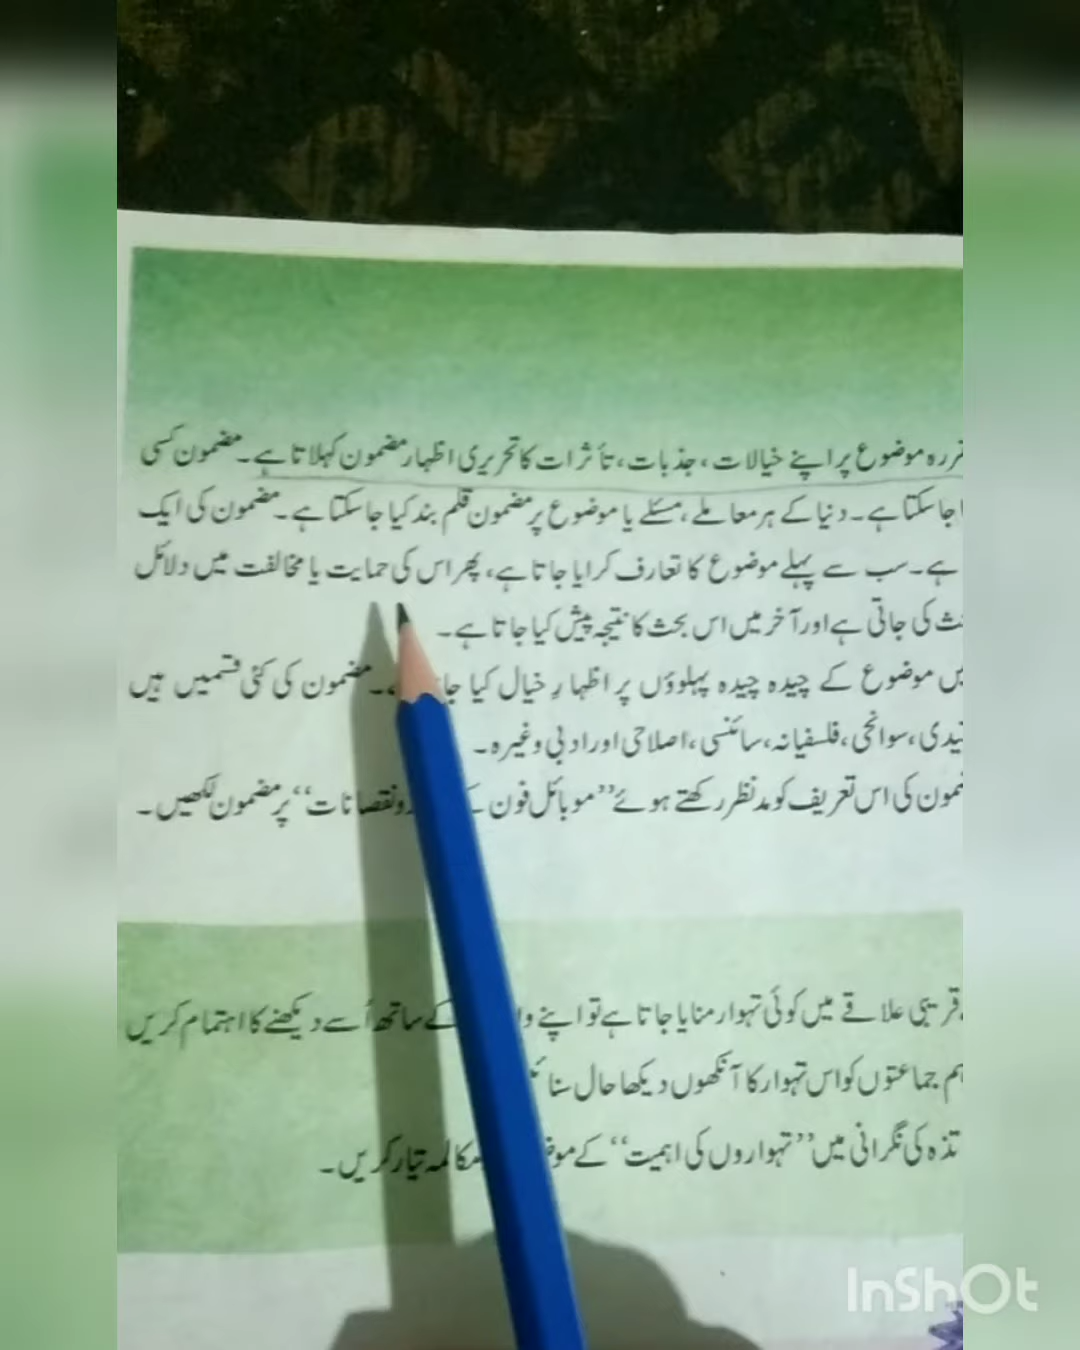 موضوع پر اپنے خیالات، جذبات، تأثرات کا تحریری اظہار مضمون کہلاتا ہے۔ مضمون کسی
جاسکتا ہے۔ دنیا کے ہر معاملے، مسئلے یا موضوع پر مضمون قلم بند کیا جاسکتا ہے۔ مضمون کی ایک
ہے۔ سب سے پہلے موضوع کا تعارف کرایا جاتا ہے، پھر اس کی حمایت یا مخالفت میں دلائل
کی جاتی ہے اور آخر میں اس بحث کا نتیجہ پیش کیا جاتا ہے۔
موضوع کے چیدہ چیدہ پہلوؤں پر اظہارِ خیال کیا مضمون کی کئی قسمیں ہیں
سوانحی، فلسفیانہ، سائنسی، اصلاحی اور ادبی وغیرہ۔
کی اس تعریف کو مدنظر رکھتے ہوئے ”موبائل فون ونقصانات“ پر مضمون لکھیں۔
قریبی علاقے میں کوئی تہوار منایا جاتا ہے تو اپنے کے ساتھ اُسے دیکھنے کا اہتمام کریں
ہم جماعتوں کو اس تہوار کا آنکھوں دیکھا حال
کی نگرانی میں ”تہواروں کی اہمیت“ کے مکالمہ تیار کریں۔
InShOt